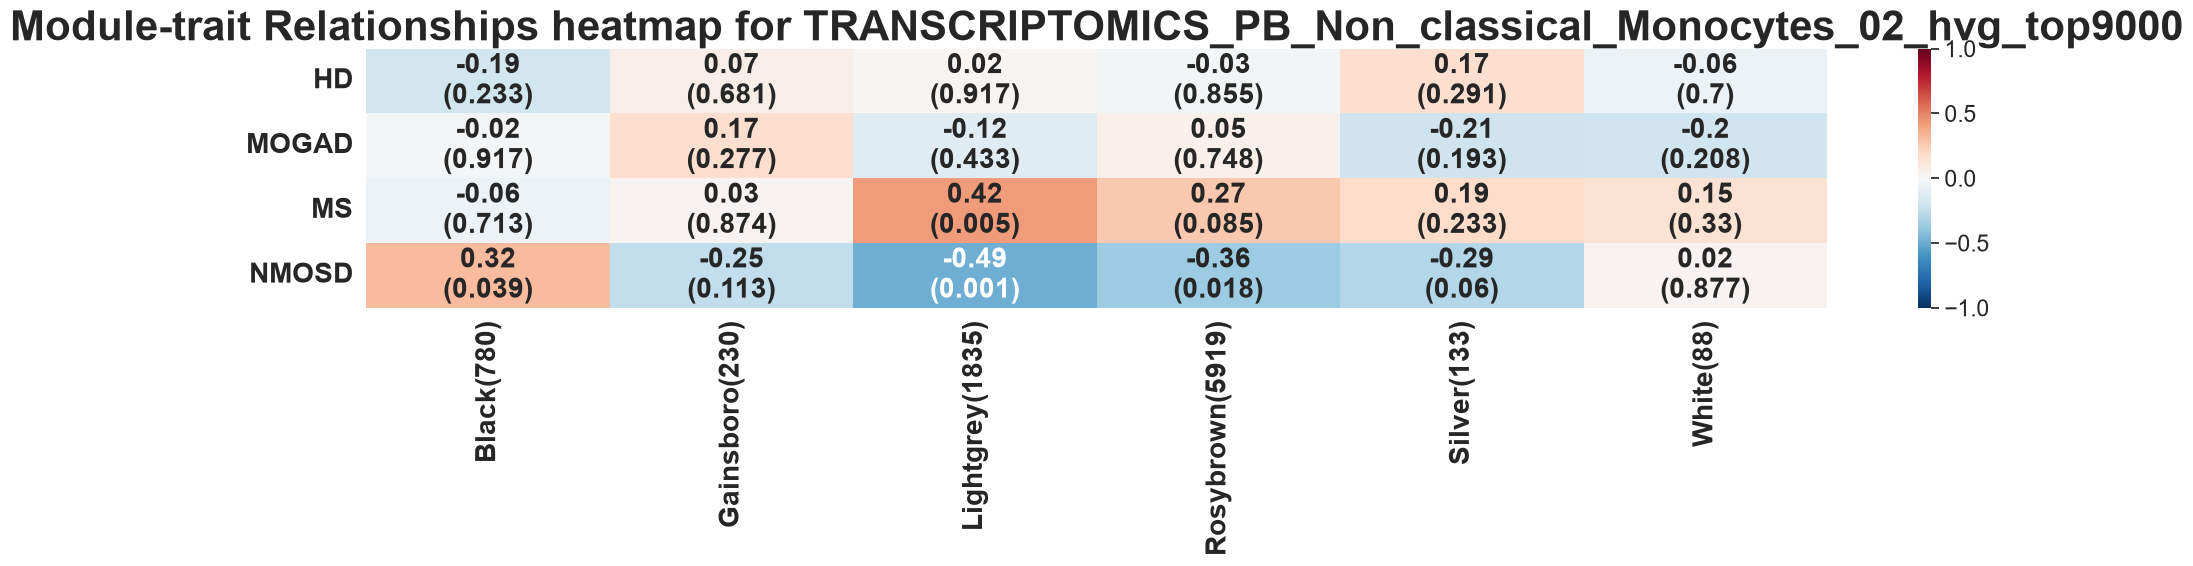 Module-trait Relationships heatmap for TRANSCRIPTOMICS_PB_Non_classical_Monocytes_02_hvg_top9000
HD
-0.19 0.07 0.02 -0.03 0.17 -0.06
(0.233) (0.681) (0.917) (0.855) (0.291) (0.7)
MOGAD
-0.02 0.17 -0.12 0.05 -0.21 -0.2
(0.917) (0.277) (0.433) (0.748) (0.193) (0.208)
MS
-0.06 0.03 0.42 0.27 0.19 0.15
(0.713) (0.874) (0.005) (0.085) (0.233) (0.33)
NMOSD
0.32 -0.25 -0.49 -0.36 -0.29 0.02
(0.039) (0.113) (0.001) (0.018) (0.06) (0.877)
Black(780)
Gainsboro(230)
Lightgrey(1835)
Rosybrown(5919)
Silver(133)
White(88)
1.0
0.5
0.0
−0.5
−1.0